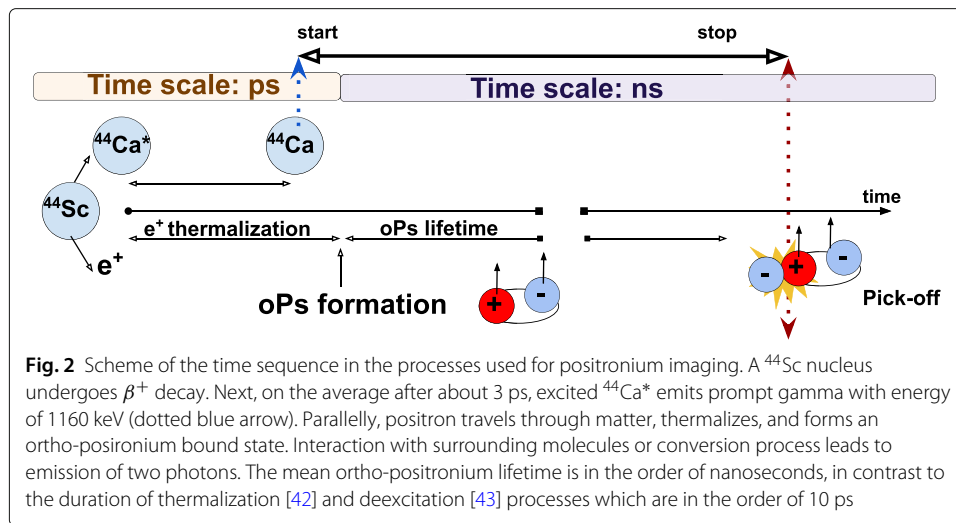 start stop
Time scale: ps Time scale: ns
⁴⁴Ca* ⁴⁴Ca
⁴⁴Sc time
e⁺ thermalization oPs lifetime
e⁺ - + - + -
oPs formation Pick-off
Fig. 2 Scheme of the time sequence in the processes used for positronium imaging. A ⁴⁴Sc nucleus
undergoes β⁺ decay. Next, on the average after about 3 ps, excited ⁴⁴Ca* emits prompt gamma with energy
of 1160 keV (dotted blue arrow). Parallelly, positron travels through matter, thermalizes, and forms an
ortho-posironium bound state. Interaction with surrounding molecules or conversion process leads to
emission of two photons. The mean ortho-positronium lifetime is in the order of nanoseconds, in contrast to
the duration of thermalization [42] and deexcitation [43] processes which are in the order of 10 ps